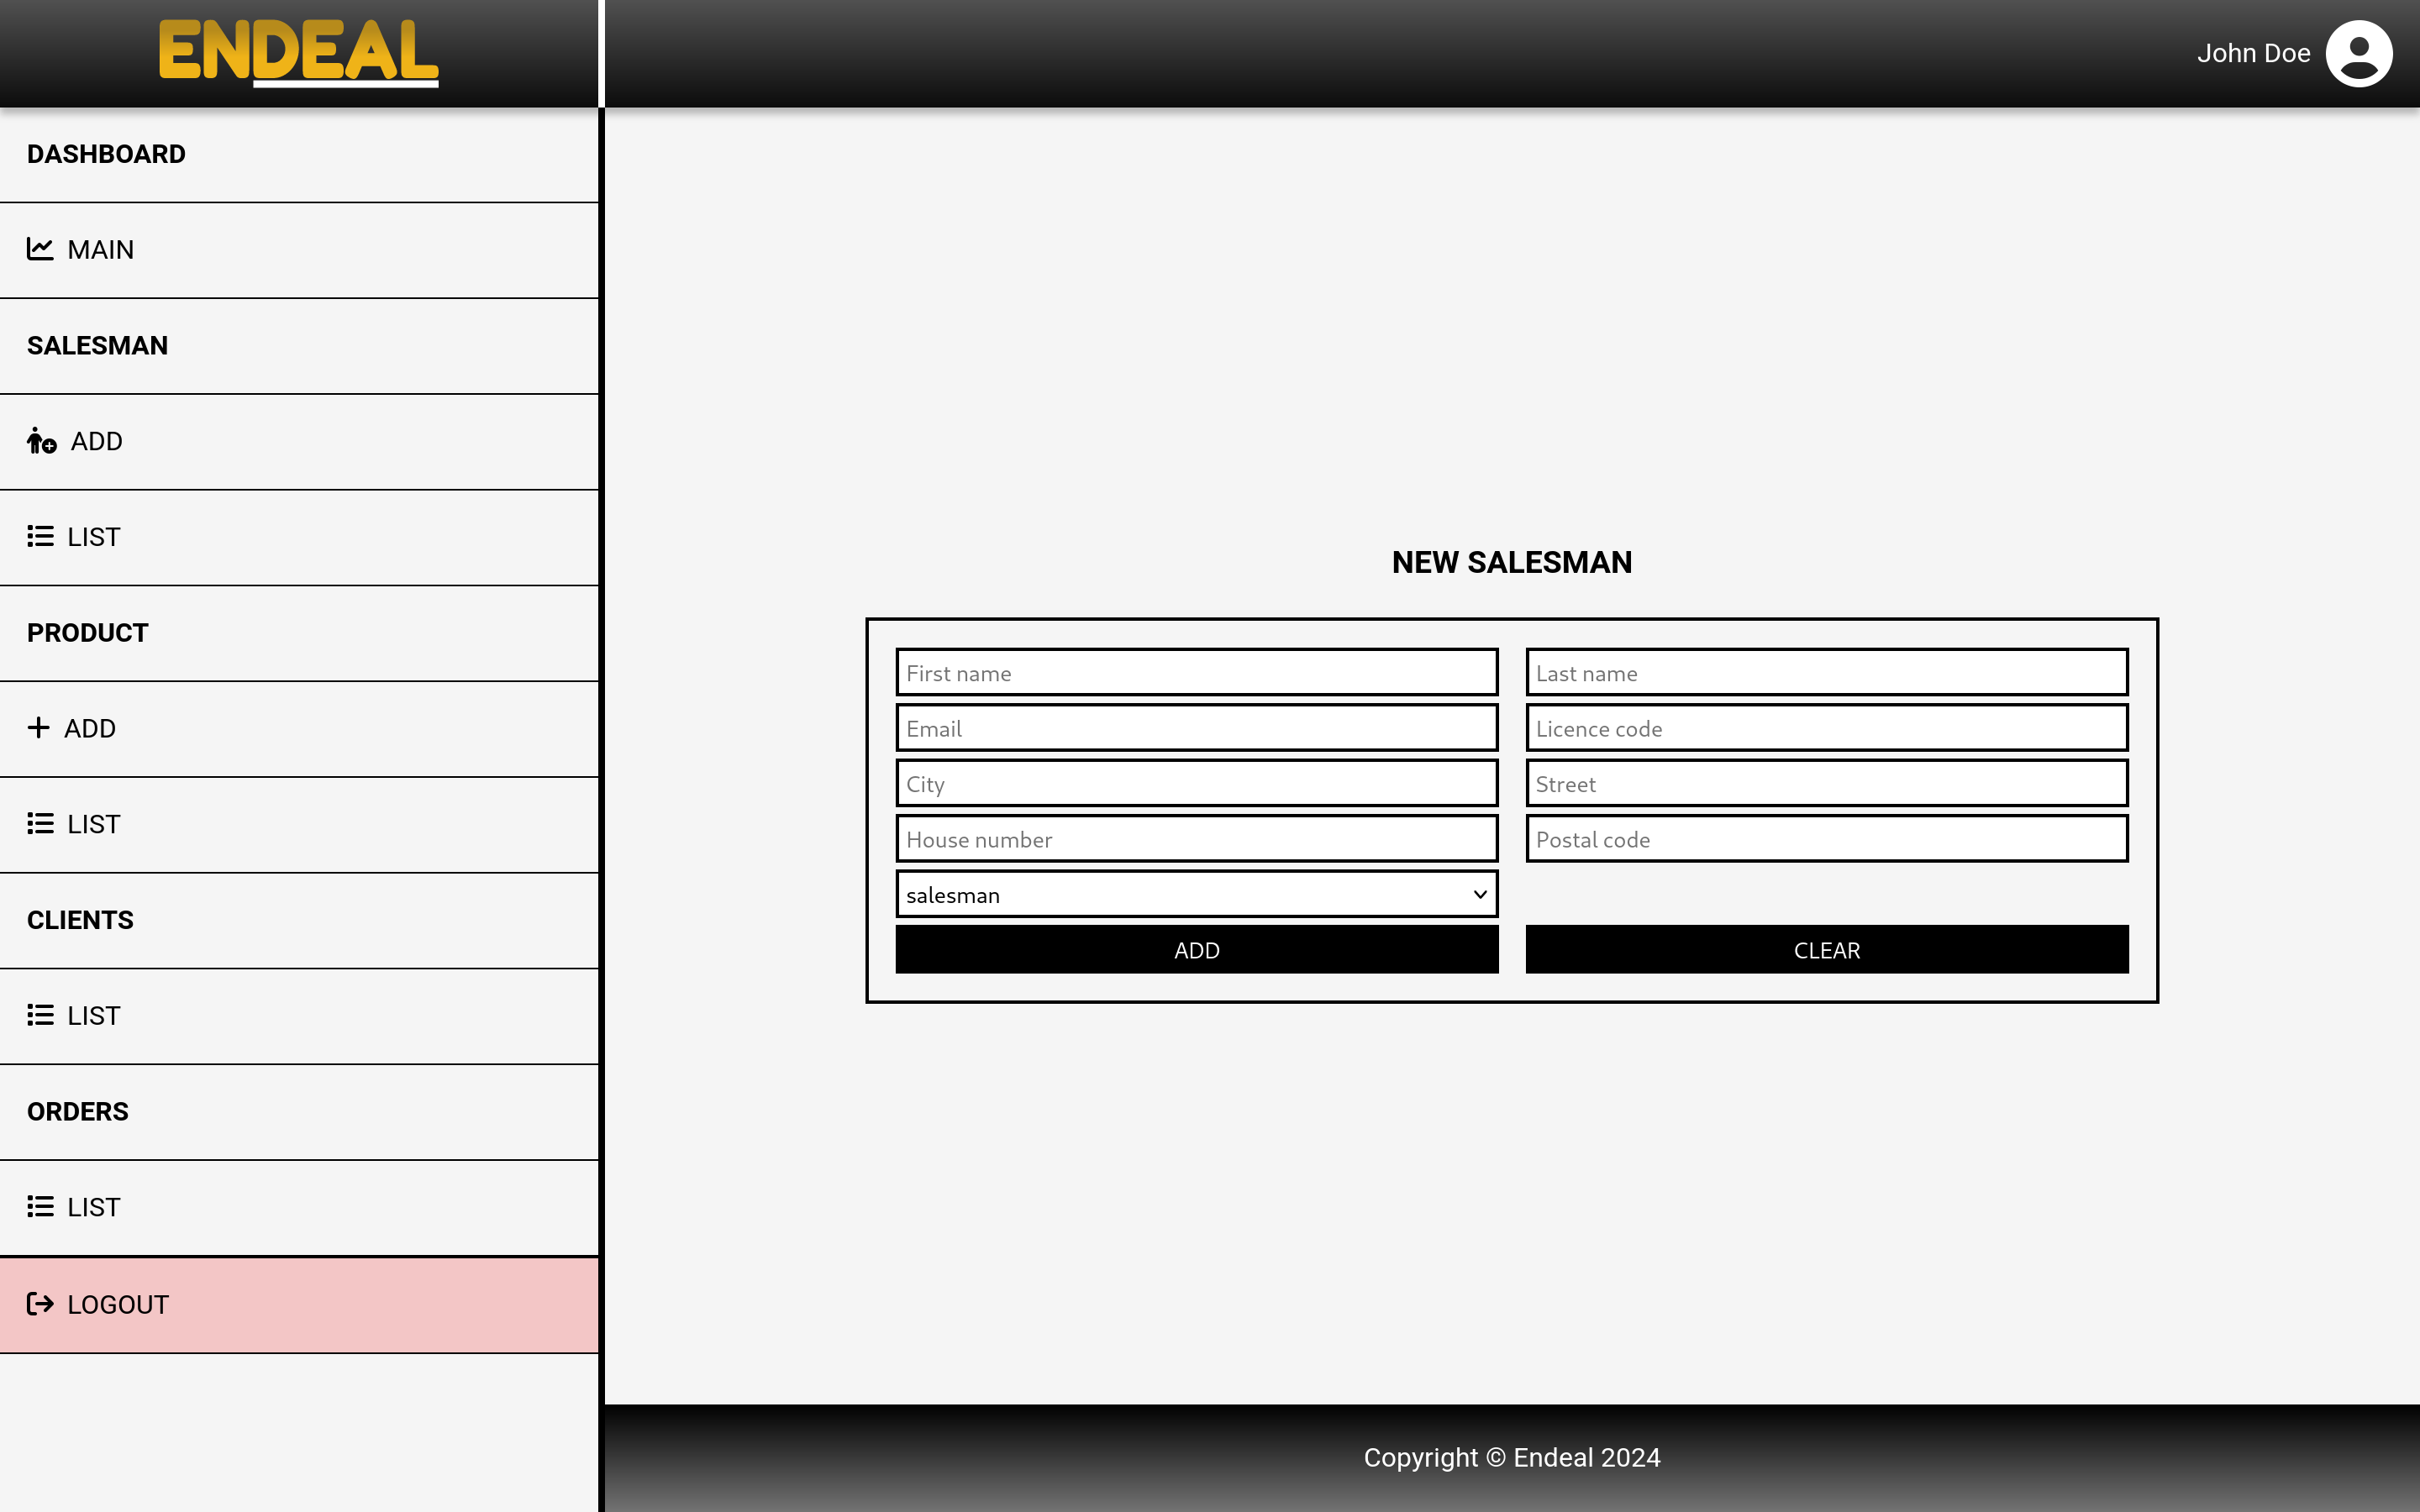 ENDEAL
John Doe
DASHBOARD
MAIN
SALESMAN
ADD
LIST
PRODUCT
ADD
LIST
CLIENTS
LIST
ORDERS
LIST
LOGOUT
NEW SALESMAN
First name
Last name
Email
Licence code
City
Street
House number
Postal code
salesman
ADD
CLEAR
Copyright © Endeal 2024